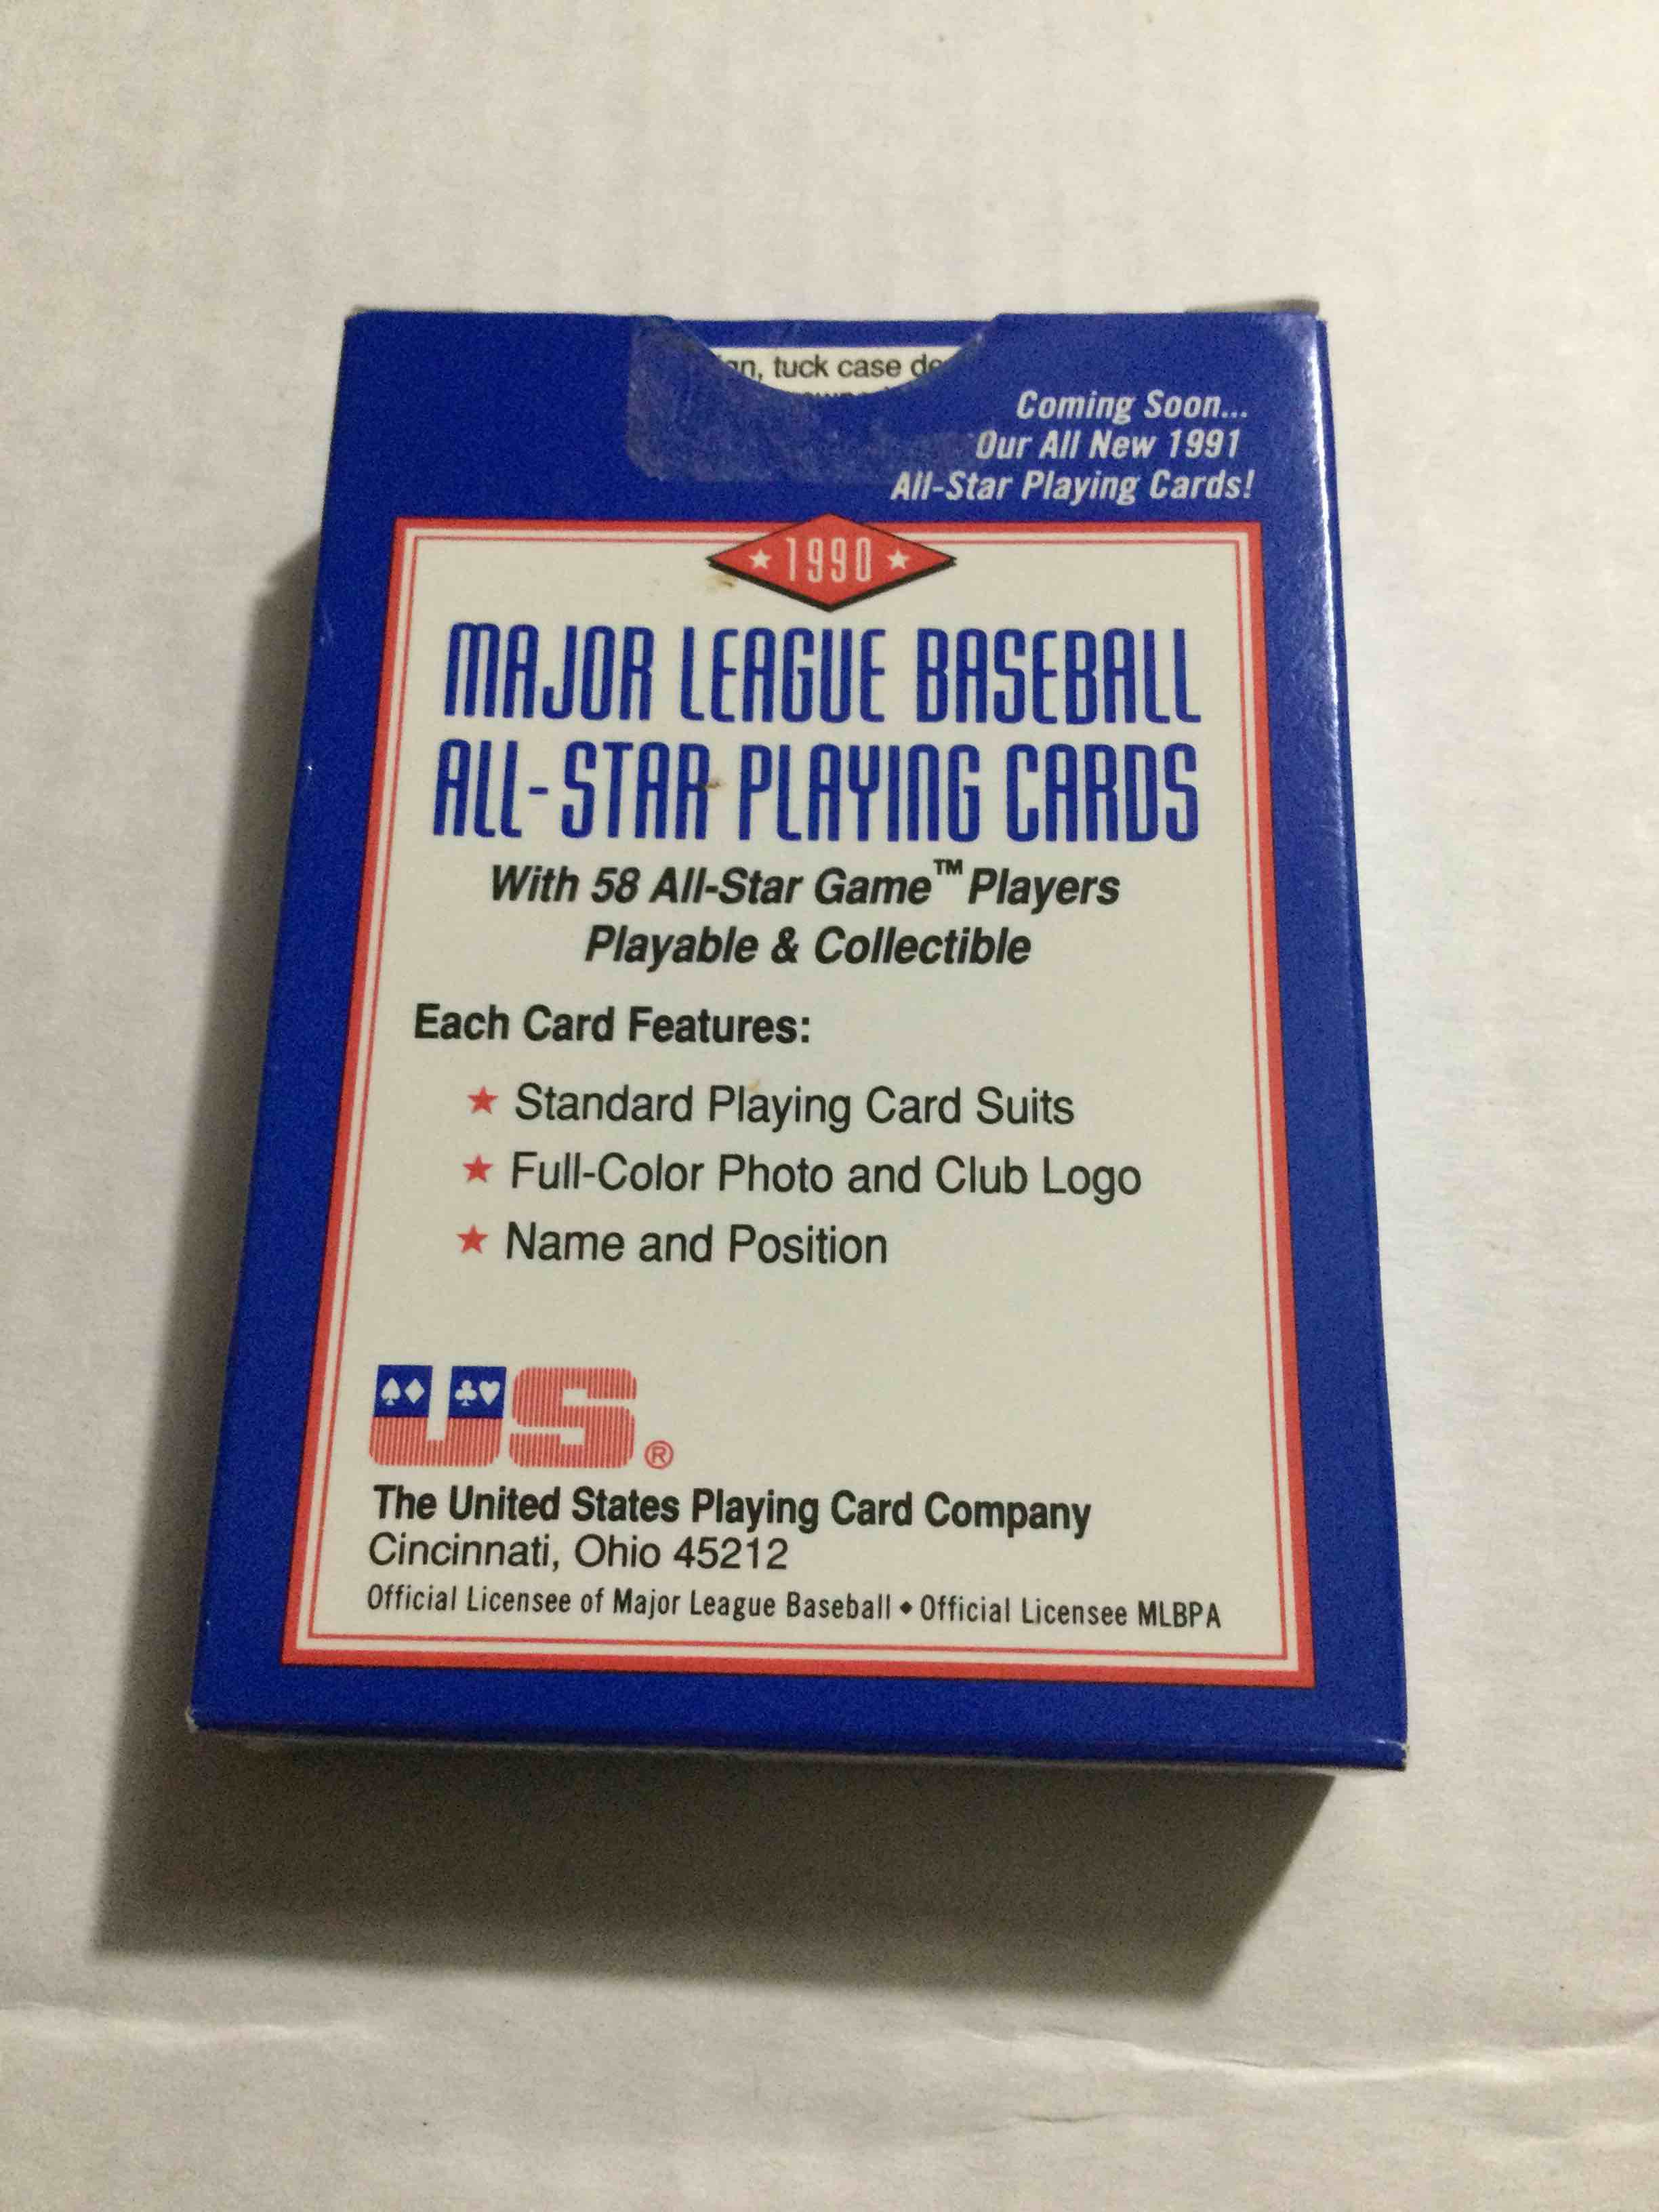 tuck case
Coming Soon...
Our All New 1991
All-Star Playing Cards!
1990
MAJOR LEAGUE BASEBALL
ALL-STAR PLAYING CARDS
With 58 All-Star Game™ Players
Playable & Collectible
Each Card Features:
★ Standard Playing Card Suits
★ Full-Color Photo and Club Logo
★ Name and Position
US®
The United States Playing Card Company
Cincinnati, Ohio 45212
Official Licensee of Major League Baseball ◆ Official Licensee MLBPA